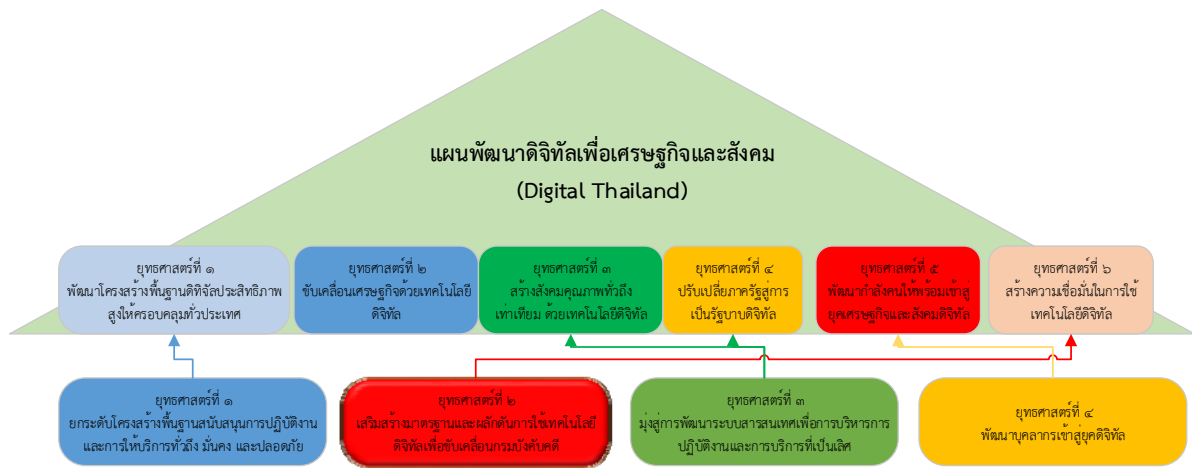 แผนพัฒนาดิจิทัลเพื่อเศรษฐกิจและสังคม
(Digital Thailand)
ยุทธศาสตร์ที่ ๑
พัฒนาโครงสร้างพื้นฐานดิทิจัลประสิทธิภาพ
สูงให้ครอบคลุมทั่วประเทศ
ยุทธศาสตร์ที่ ๒
ขับเคลื่อนเศรษฐกิจด้วยเทคโนโลยี
ดิจิทัล
ยุทธศาสตร์ที่ ๓
สร้างสังคมคุณภาพทั่วถึง
เท่าเทียม ด้วยเทคโนโลยีดิจิทัล
ยุทธศาสตร์ที่ ๔
ปรับเปลี่ยภาครัฐสู่การ
เป็นรัฐบาบดิจิทัล
ยุทธศาสตร์ที่ ๕
พัฒนากำลังคนให้พร้อมเข้าสู่
ยุคเศรษฐกิจและสังคมดิจิทัล
ยุทธศาสตร์ที่ ๖
สร้างความเชื่อมั่นในการใช้
เทคโนโลยีดิจิทัล
ยุทธศาสตร์ที่ ๑
ยกระดับโครงสร้างพื้นฐานสนับสนุนการปฏิบัติงาน
และการให้บริการทั่วถึง มั่นคง และปลอดภัย
ยุทธศาสตร์ที่ ๒
เสริมสร้างมาตรฐานและผลักดันการใช้เทคโนโลยี
ดิจิทัลเพื่อขับเคลื่อนกรมบังคับคดี
ยุทธศาสตร์ที่ ๓
มุ่งสู่การพัฒนาระบบสารสนเทศเพื่อการบริหารการ
ปฏิบัติงานและการบริการที่เป็นเลิศ
ยุทธศาสตร์ที่ ๔
พัฒนาบุคลากรเข้าสู่ยุคดิจิทัล